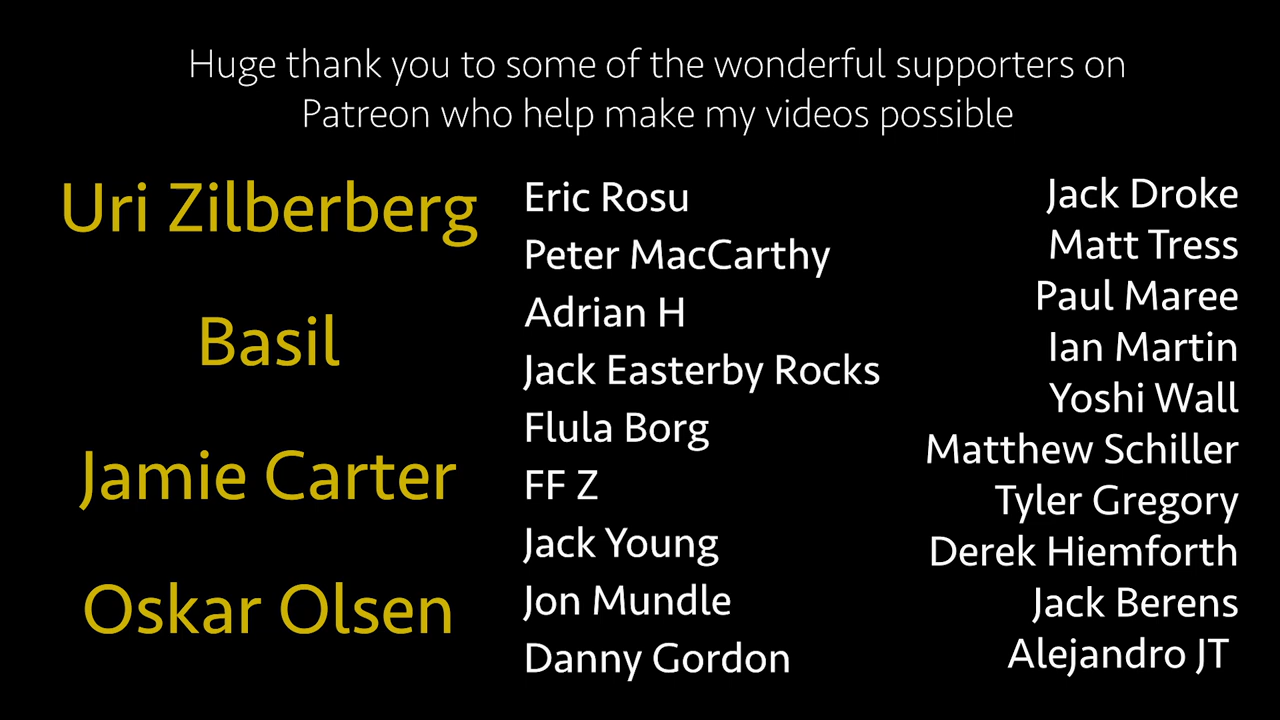 Huge thank you to some of the wonderful supporters on
Patreon who help make my videos possible
Uri Zilberberg
Basil
Jamie Carter
Oskar Olsen
Eric Rosu
Peter MacCarthy
Adrian H
Jack Easterby Rocks
Flula Borg
FF Z
Jack Young
Jon Mundle
Danny Gordon
Jack Droke
Matt Tress
Paul Maree
Ian Martin
Yoshi Wall
Matthew Schiller
Tyler Gregory
Derek Hiemforth
Jack Berens
Alejandro JT